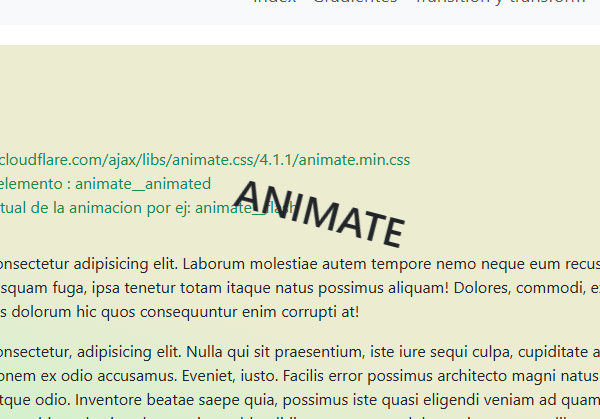 Index Gradientes Transition y transform
cloudflare.com/ajax/libs/animate.css/4.1.1/animate.min.css
elemento : animate__animated
tual de la animacion por ej: animate__flash
ANIMATE
onsectetur adipisicing elit. Laborum molestiae autem tempore nemo neque eum recus
squam fuga, ipsa tenetur totam itaque natus possimus aliquam! Dolores, commodi, e
s dolorum hic quos consequuntur enim corrupti at!
onsectetur, adipisicing elit. Nulla qui sit praesentium, iste iure sequi culpa, cupiditate a
onem ex odio accusamus. Eveniet, iusto. Facilis error possimus architecto magni natus
tque odio. Inventore beatae saepe quia, possimus iste quasi eligendi veniam ad quam